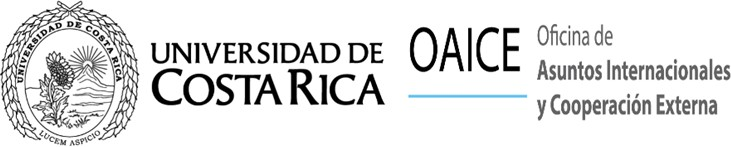 UNIVERSIDAD DE COSTA RICA
LUCEM ASPICIO
UNIVERSIDAD DE
COSTA RICA
OAICE
Oficina de
Asuntos Internacionales
y Cooperación Externa